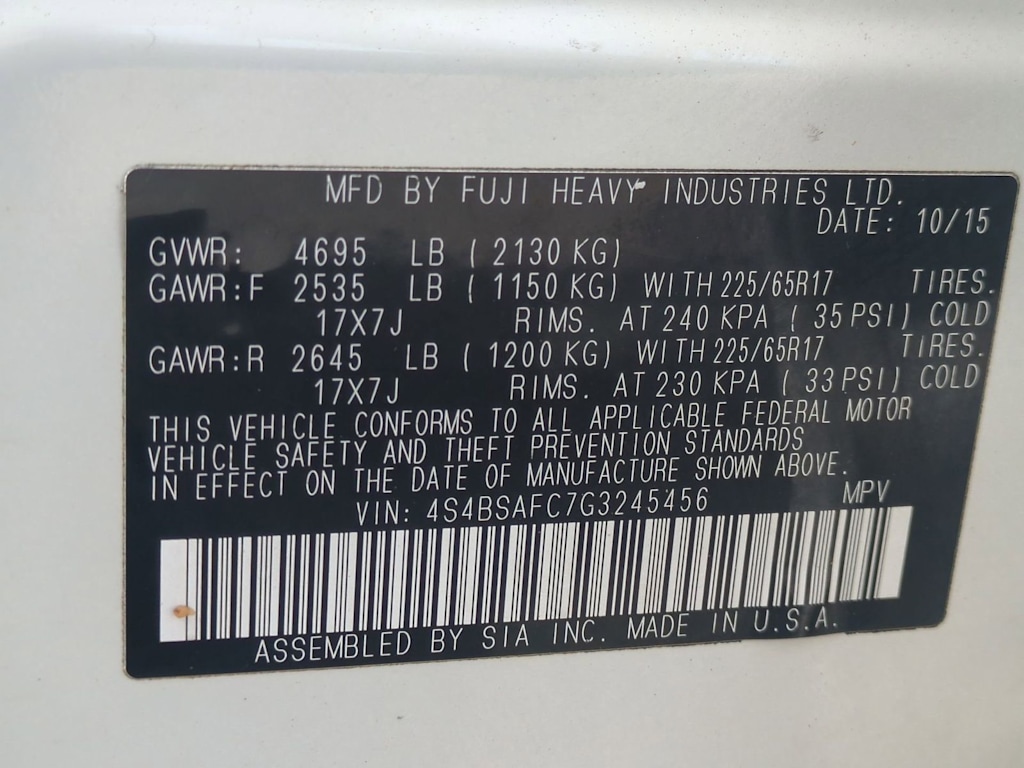 MFD BY FUJI HEAVY INDUSTRIES LTD.
DATE: 10/15
GVWR: 4695 LB ( 2130 KG)
GAWR:F 2535 LB ( 1150 KG) WITH 225/65R17 TIRES.
17X7J RIMS. AT 240 KPA ( 35 PSI) COLD
GAWR:R 2645 LB ( 1200 KG) WITH 225/65R17 TIRES.
17X7J RIMS. AT 230 KPA ( 33 PSI) COLD
THIS VEHICLE CONFORMS TO ALL APPLICABLE FEDERAL MOTOR
VEHICLE SAFETY AND THEFT PREVENTION STANDARDS
IN EFFECT ON THE DATE OF MANUFACTURE SHOWN ABOVE.
VIN: 4S4BSAFC7G3245456 MPV
ASSEMBLED BY SIA INC. MADE IN U.S.A.